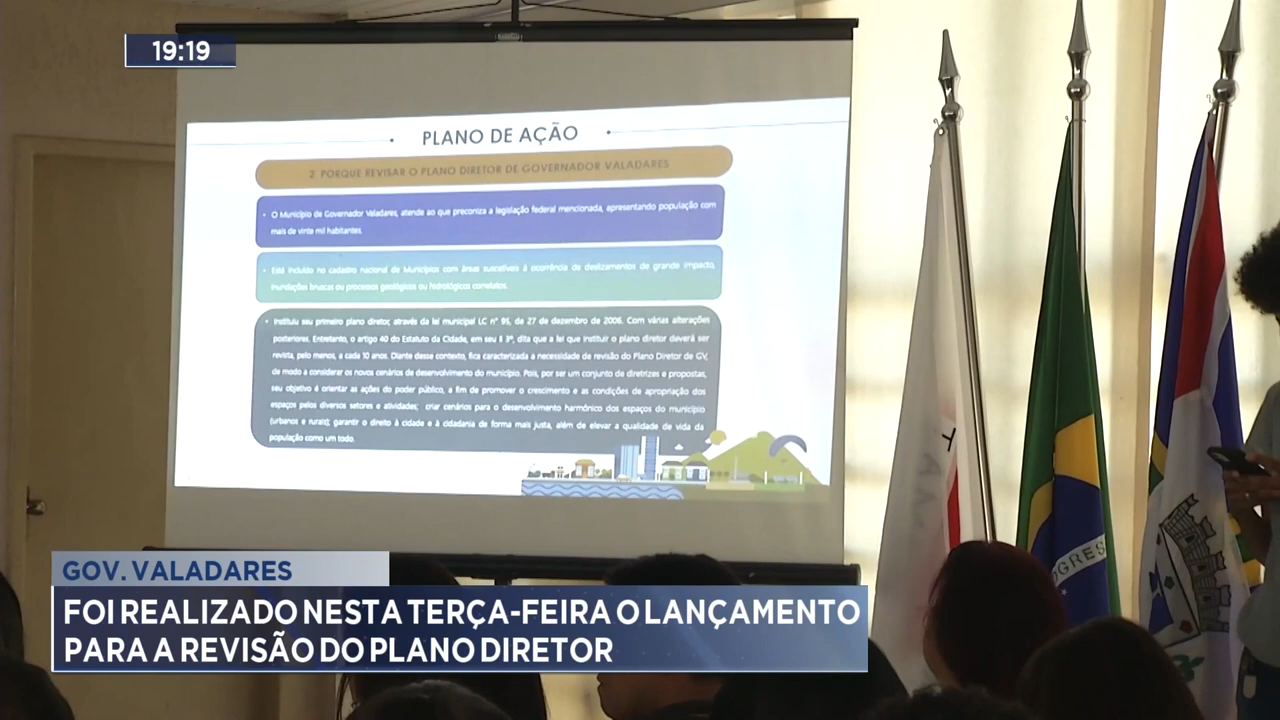 19:19
PLANO DE AÇÃO
2. PORQUE REVISAR O PLANO DIRETOR DE GOVERNADOR VALADARES
• O Município de Governador Valadares, atende ao que preconiza a legislação federal mencionada, apresentando população com
mais de vinte mil habitantes.
• Está incluído no cadastro nacional de Municípios com áreas suscetíveis à ocorrência de deslizamentos de grande impacto,
inundações bruscas ou processos geológicos ou hidrológicos correlatos.
• Instituiu seu primeiro plano diretor, através da lei municipal LC n° 95, de 27 de dezembro de 2006. Com várias alterações
posteriores. Entretanto, o artigo 40 do Estatuto da Cidade, em seu § 3º, dita que a lei que instituir o plano diretor deverá ser
revista, pelo menos, a cada 10 anos. Diante desse contexto, fica caracterizada a necessidade de revisão do Plano Diretor de GV,
de modo a considerar os novos cenários de desenvolvimento do município. Pois, por ser um conjunto de diretrizes e propostas,
seu objetivo é orientar as ações do poder público, a fim de promover o crescimento e as condições de apropriação dos
espaços pelos diversos setores e atividades; criar cenários para o desenvolvimento harmônico dos espaços do município
(urbanos e rurais); garantir o direito à cidade e à cidadania de forma mais justa, além de elevar a qualidade de vida da
população como um todo.
OGRES
GOV. VALADARES
FOI REALIZADO NESTA TERÇA-FEIRA O LANÇAMENTO
PARA A REVISÃO DO PLANO DIRETOR